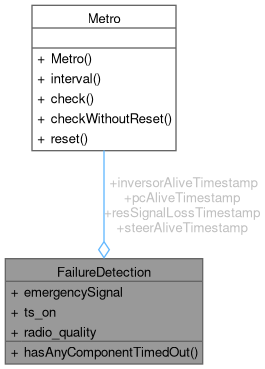 Metro
+ Metro()
+ interval()
+ check()
+ checkWithoutReset()
+ reset()
+inversorAliveTimestamp
+pcAliveTimestamp
+resSignalLossTimestamp
+steerAliveTimestamp
FailureDetection
+ emergencySignal
+ ts_on
+ radio_quality
+ hasAnyComponentTimedOut()